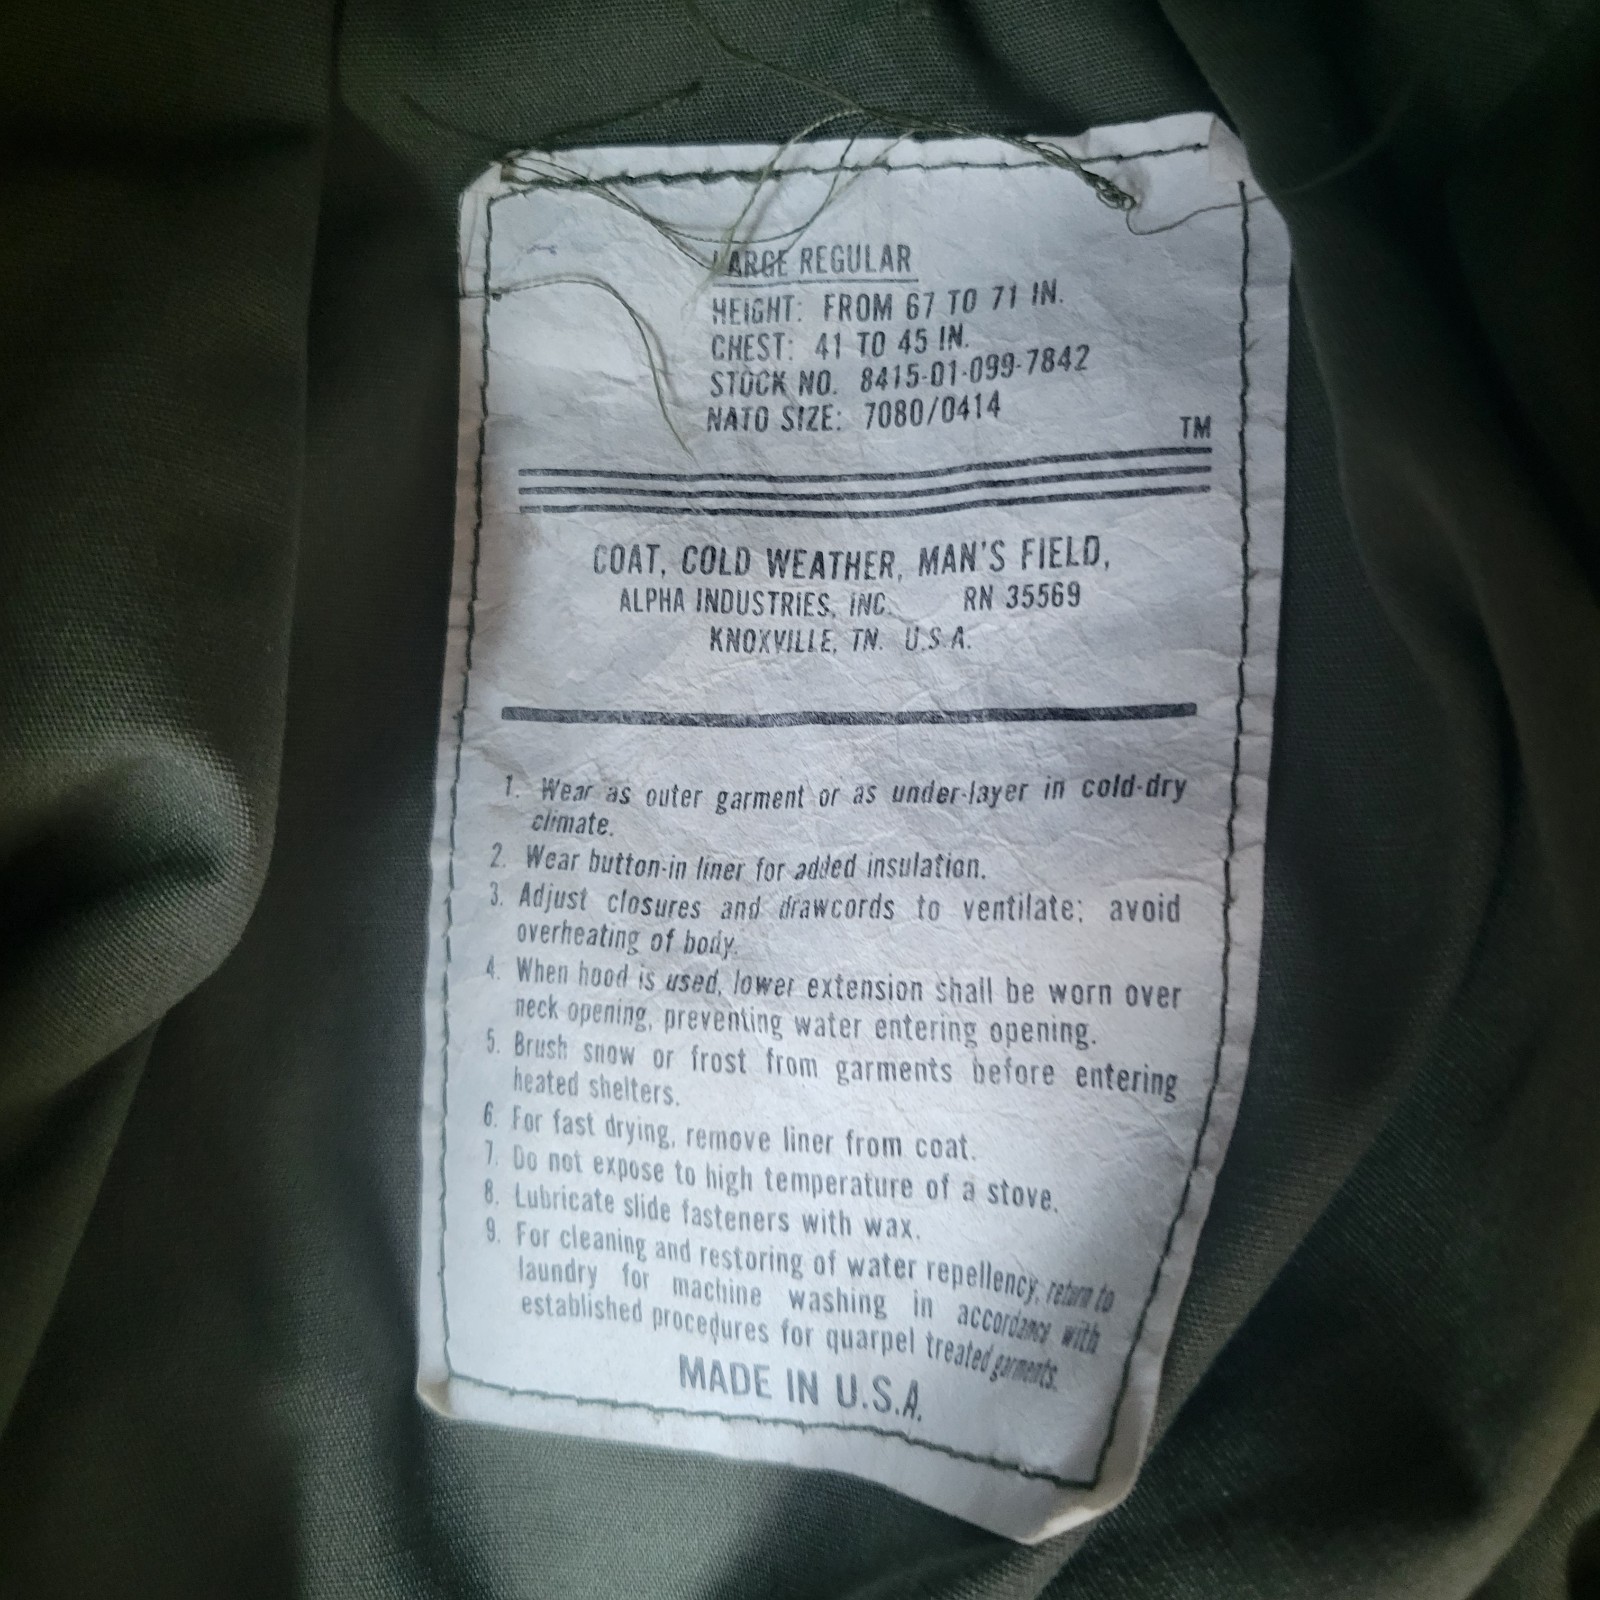 LARGE REGULAR
HEIGHT: FROM 67 TO 71 IN.
CHEST: 41 TO 45 IN.
STOCK NO. 8415-01-099-7842
NATO SIZE: 7080/0414
TM
COAT, COLD WEATHER, MAN'S FIELD,
ALPHA INDUSTRIES, INC. RN 35569
KNOXVILLE, TN. U.S.A.
1. Wear as outer garment or as under-layer in cold-dry
climate.
2. Wear button-in liner for added insulation.
3. Adjust closures and drawcords to ventilate; avoid
overheating of body.
4. When hood is used, lower extension shall be worn over
neck opening, preventing water entering opening.
5. Brush snow or frost from garments before entering
heated shelters.
6. For fast drying, remove liner from coat.
7. Do not expose to high temperature of a stove.
8. Lubricate slide fasteners with wax.
9. For cleaning and restoring of water repellency, return to
laundry for machine washing in accordance with
established procedures for quarpel treated garments.
MADE IN U.S.A.